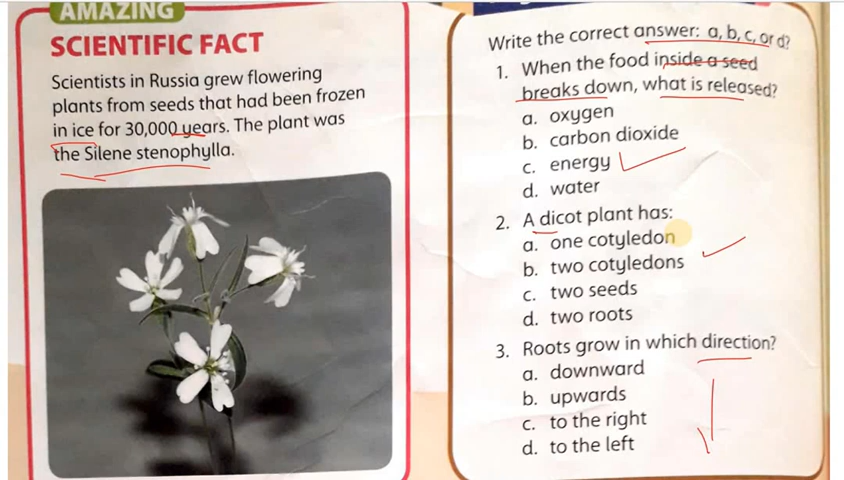 AMAZING
SCIENTIFIC FACT
Scientists in Russia grew flowering
plants from seeds that had been frozen
in ice for 30,000 years. The plant was
the Silene stenophylla.
Write the correct answer: a, b, c, or d?
1. When the food inside a seed
breaks down, what is released?
a. oxygen
b. carbon dioxide
c. energy
d. water
2. A dicot plant has:
a. one cotyledon
b. two cotyledons
c. two seeds
d. two roots
3. Roots grow in which direction?
a. downward
b. upwards
c. to the right
d. to the left